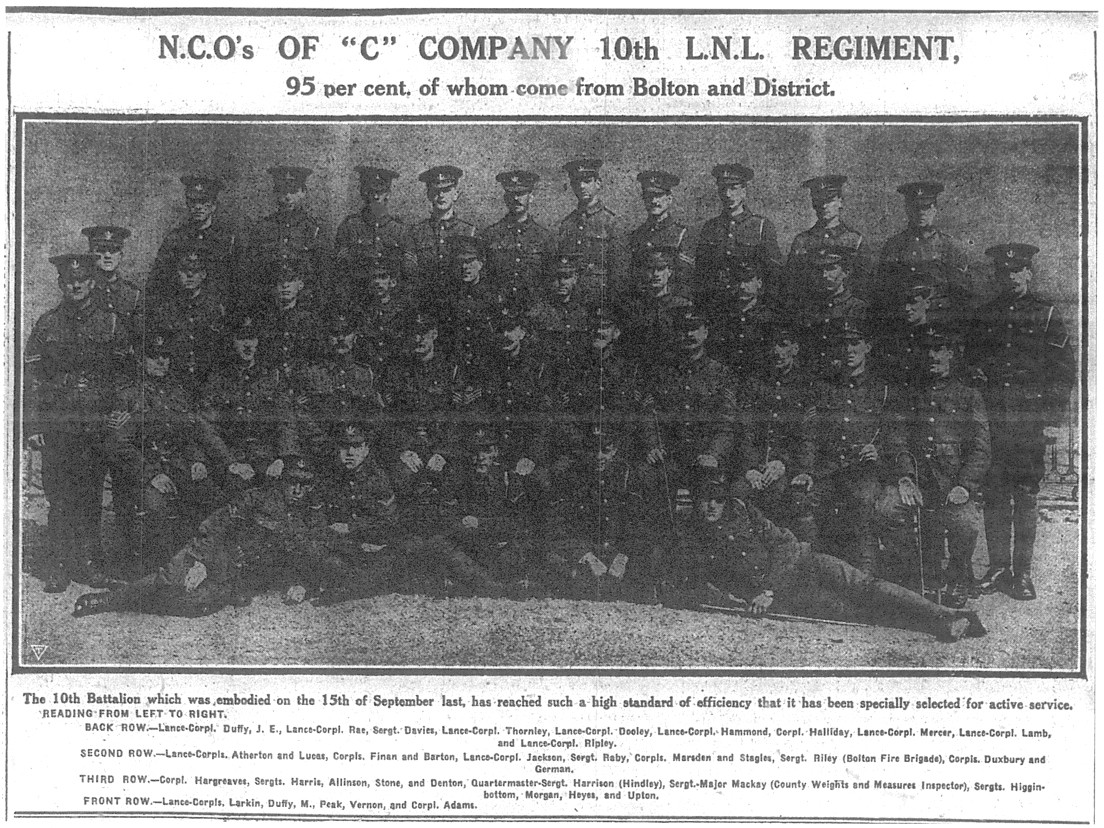 N.C.O's OF "C" COMPANY 10th L.N.L. REGIMENT,
95 per cent. of whom come from Bolton and District.
The 10th Battalion which was embodied on the 15th of September last, has reached such a high standard of efficiency that it has been specially selected for active service.
READING FROM LEFT TO RIGHT.
BACK ROW.—Lance-Corpl. Duffy, J. E., Lance-Corpl. Rae, Sergt. Davies, Lance-Corpl. Thornley, Lance-Corpl. Dooley, Lance-Corpl. Hammond, Corpl. Halliday, Lance-Corpl. Mercer, Lance-Corpl. Lamb,
and Lance-Corpl. Ripley.
SECOND ROW.—Lance-Corpls. Atherton and Lucas, Corpls. Finan and Barton, Lance-Corpl. Jackson, Sergt. Raby, Corpls. Marsden and Stagles, Sergt. Riley (Bolton Fire Brigade), Corpls. Duxbury and
German.
THIRD ROW.—Corpl. Hargreaves, Sergts. Harris, Allinson, Stone, and Denton, Quartermaster-Sergt. Harrison (Hindley), Sergt.-Major Mackay (County Weights and Measures Inspector), Sergts. Higgin-
bottom, Morgan, Heyes, and Upton.
FRONT ROW.—Lance-Corpls. Larkin, Duffy, M., Peak, Vernon, and Corpl. Adams.